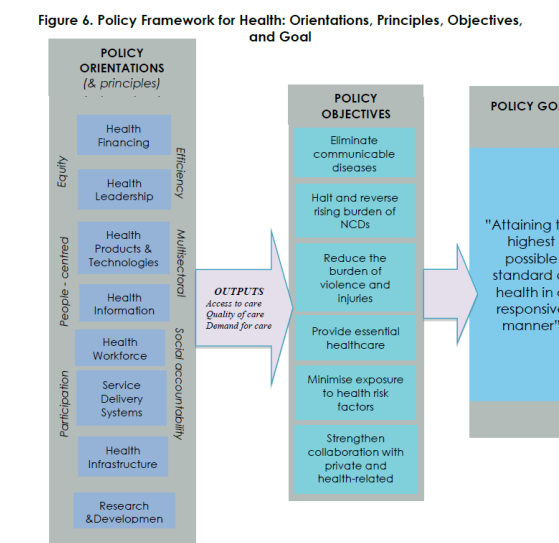 Figure 6. Policy Framework for Health: Orientations, Principles, Objectives,
and Goal
POLICY
ORIENTATIONS
(& principles)
Health
Financing
Health
Leadership
Health
Products &
Technologies
Health
Information
Health
Workforce
Service
Delivery
Systems
Health
Infrastructure
Research
&Developmen
Equity
People - centred
Participation
Efficiency
Multisectoral
Social accountability
OUTPUTS
Access to care
Quality of care
Demand for care
POLICY
OBJECTIVES
Eliminate
communicable
diseases
Halt and reverse
rising burden of
NCDs
Reduce the
burden of
violence and
injuries
Provide essential
healthcare
Minimise exposure
to health risk
factors
Strengthen
collaboration with
private and
health-related
POLICY GO
"Attaining
highest
possible
standard
health in
responsive
manner"